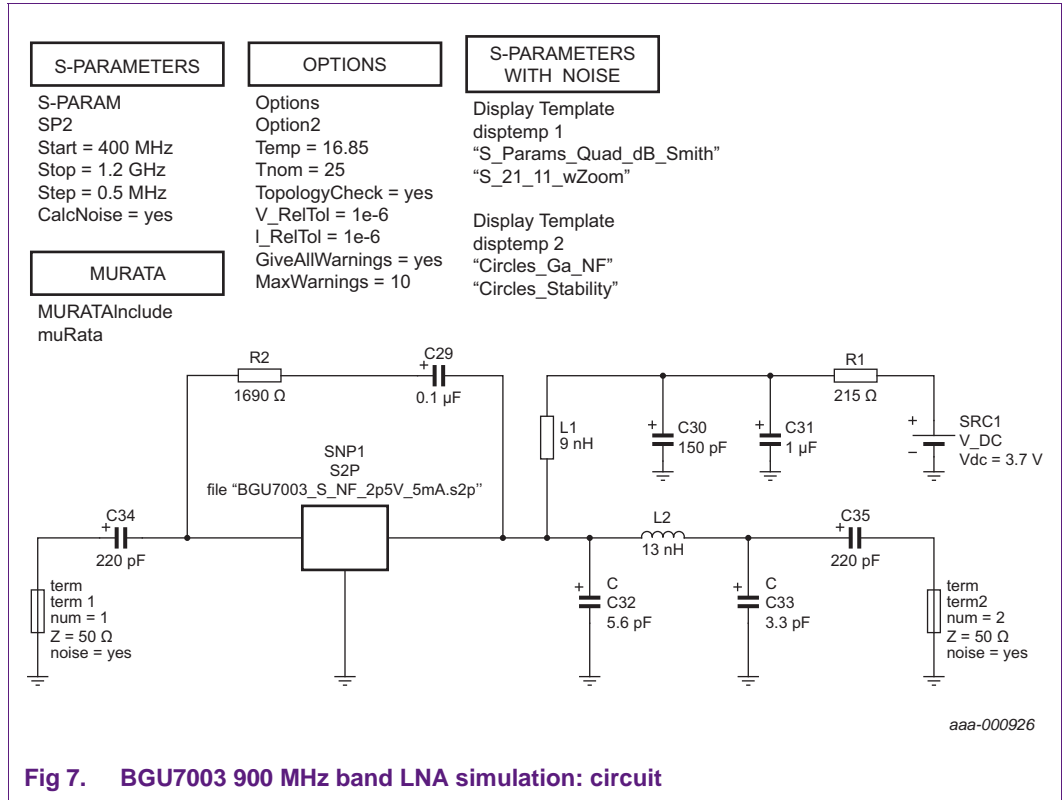 S-PARAMETERS
S-PARAM
SP2
Start = 400 MHz
Stop = 1.2 GHz
Step = 0.5 MHz
CalcNoise = yes
MURATA
MURATAInclude
muRata
OPTIONS
Options
Option2
Temp = 16.85
Tnom = 25
TopologyCheck = yes
V_RelTol = 1e-6
I_RelTol = 1e-6
GiveAllWarnings = yes
MaxWarnings = 10
S-PARAMETERS
WITH NOISE
Display Template
disptemp 1
“S_Params_Quad_dB_Smith”
“S_21_11_wZoom”
Display Template
disptemp 2
“Circles_Ga_NF”
“Circles_Stability”
R2
1690 Ω
+
C29
0.1 μF
L1
9 nH
+
C30
150 pF
+
C31
1 μF
R1
215 Ω
+
−
SRC1
V_DC
Vdc = 3.7 V
SNP1
S2P
file “BGU7003_S_NF_2p5V_5mA.s2p”
C34
+
220 pF
term
term 1
num = 1
Z = 50 Ω
noise = yes
+
C
C32
5.6 pF
L2
13 nH
+
C
C33
3.3 pF
C35
+
220 pF
term
term2
num = 2
Z = 50 Ω
noise = yes
aaa-000926
Fig 7. BGU7003 900 MHz band LNA simulation: circuit